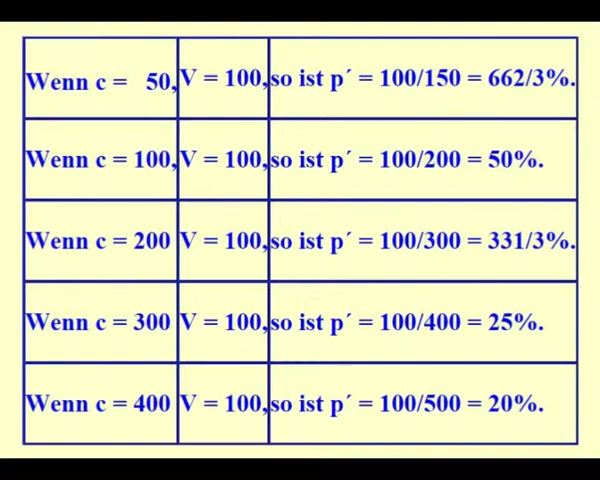 Wenn c = 50, V = 100, so ist p´ = 100/150 = 662/3%.
Wenn c = 100, V = 100, so ist p´ = 100/200 = 50%.
Wenn c = 200 V = 100, so ist p´ = 100/300 = 331/3%.
Wenn c = 300 V = 100, so ist p´ = 100/400 = 25%.
Wenn c = 400 V = 100, so ist p´ = 100/500 = 20%.